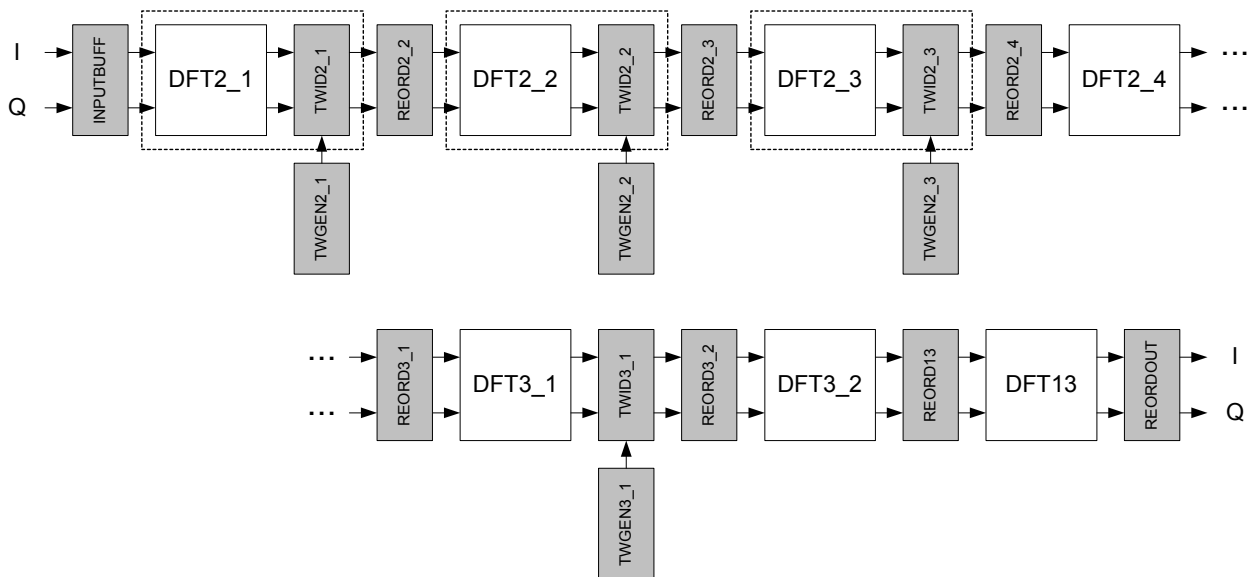 I
Q
INPUTBUFF
DFT2_1
TWID2_1
TWGEN2_1
REORD2_2
DFT2_2
TWID2_2
TWGEN2_2
REORD2_3
DFT2_3
TWID2_3
TWGEN2_3
REORD2_4
DFT2_4
...
...
...
...
REORD3_1
DFT3_1
TWID3_1
TWGEN3_1
REORD3_2
DFT3_2
REORD13
DFT13
REORDOUT
I
Q